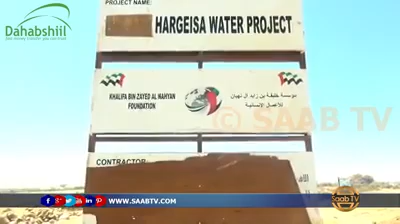 Dahabshiil
PROJECT NAME:
HARGEISA WATER PROJECT
KHALIFA BIN ZAYED AL NAHYAN
FOUNDATION
مؤسسة خليفة بن زايد آل نهيان
للأعمال الإنسانية
© SAAB TV
CONTRACTOR
WWW.SAABTV.COM
Saab TV